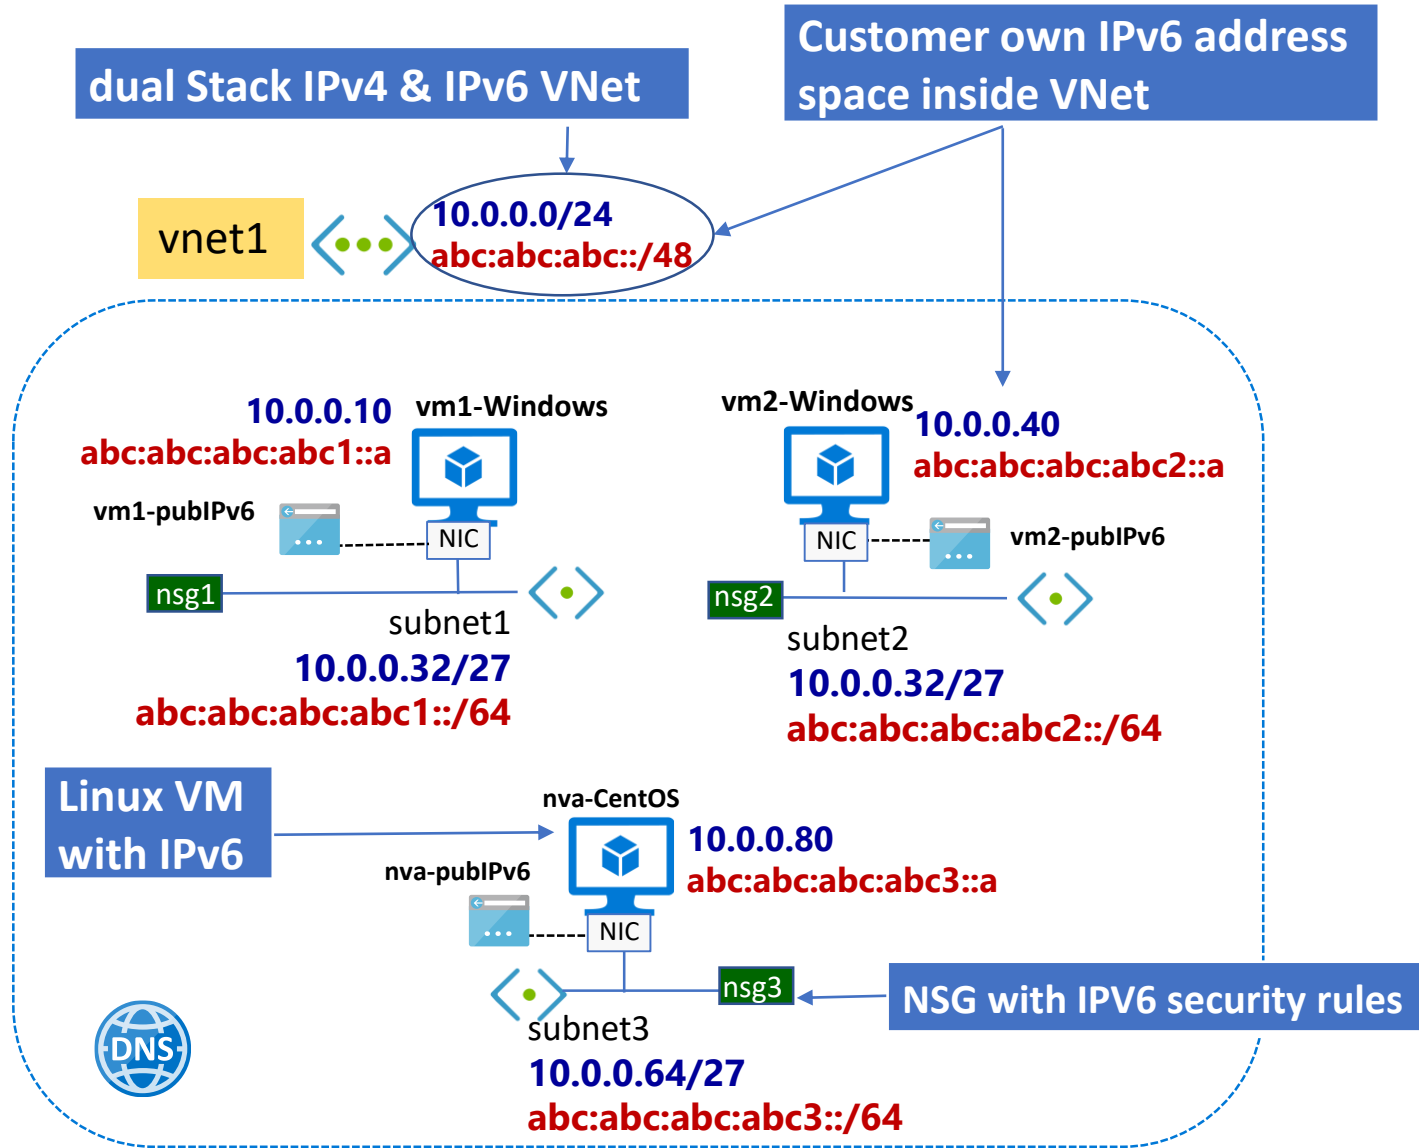 dual Stack IPv4 & IPv6 VNet
Customer own IPv6 address
space inside VNet
vnet1
10.0.0.0/24
abc:abc:abc::/48
10.0.0.10
abc:abc:abc:abc1::a
vm1-Windows
vm1-pubIPv6
NIC
nsg1
subnet1
10.0.0.32/27
abc:abc:abc:abc1::/64
vm2-Windows
10.0.0.40
abc:abc:abc:abc2::a
NIC
vm2-pubIPv6
nsg2
subnet2
10.0.0.32/27
abc:abc:abc:abc2::/64
Linux VM
with IPv6
nva-CentOS
10.0.0.80
abc:abc:abc:abc3::a
nva-pubIPv6
NIC
nsg3
NSG with IPV6 security rules
subnet3
10.0.0.64/27
abc:abc:abc:abc3::/64
DNS